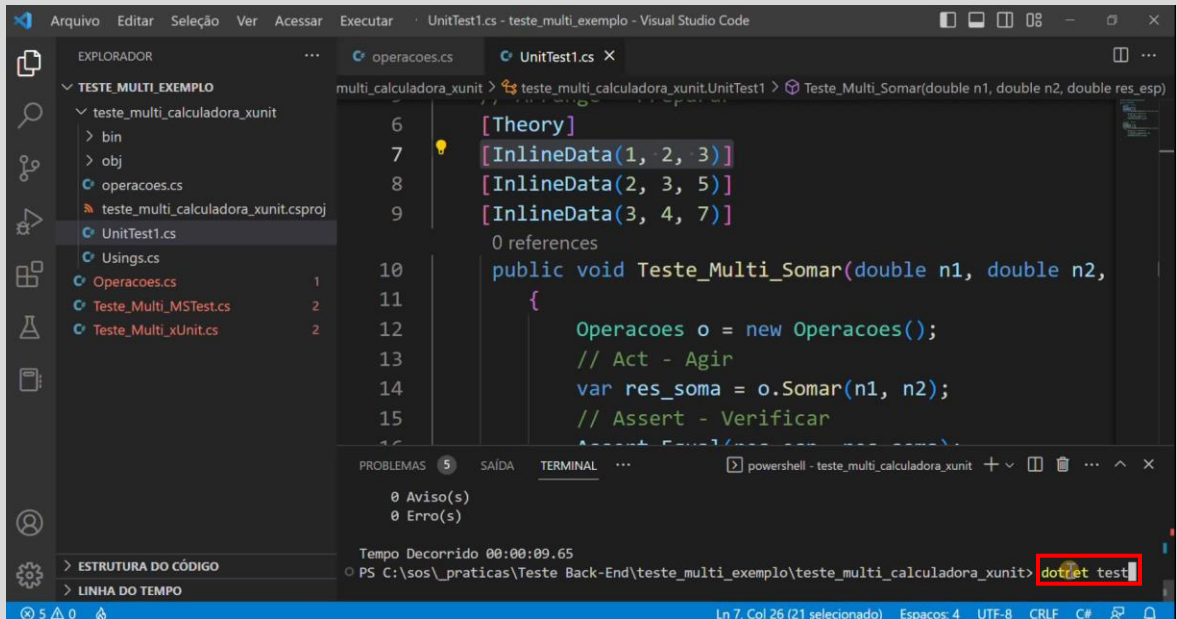 Arquivo Editar Seleção Ver Acessar Executar · UnitTest1.cs - teste_multi_exemplo - Visual Studio Code
EXPLORADOR ···
TESTE_MULTI_EXEMPLO
teste_multi_calculadora_xunit
bin
obj
operacoes.cs
teste_multi_calculadora_xunit.csproj
UnitTest1.cs
Usings.cs
Operacoes.cs 1
Teste_Multi_MSTest.cs 2
Teste_Multi_xUnit.cs 2
ESTRUTURA DO CÓDIGO
LINHA DO TEMPO
operacoes.cs UnitTest1.cs
multi_calculadora_xunit > teste_multi_calculadora_xunit.UnitTest1 > Teste_Multi_Somar(double n1, double n2, double res_esp)
6 [Theory]
7 [InlineData(1, 2, 3)]
8 [InlineData(2, 3, 5)]
9 [InlineData(3, 4, 7)]
0 references
10 public void Teste_Multi_Somar(double n1, double n2,
11 {
12 Operacoes o = new Operacoes();
13 // Act - Agir
14 var res_soma = o.Somar(n1, n2);
15 // Assert - Verificar
PROBLEMAS 5 SAÍDA TERMINAL ··· powershell - teste_multi_calculadora_xunit
0 Aviso(s)
0 Erro(s)
Tempo Decorrido 00:00:09.65
PS C:\sos\_praticas\Teste Back-End\teste_multi_exemplo\teste_multi_calculadora_xunit> dotnet test
5 0 Ln 7, Col 26 (21 selecionado) Espaços: 4 UTF-8 CRLF C#